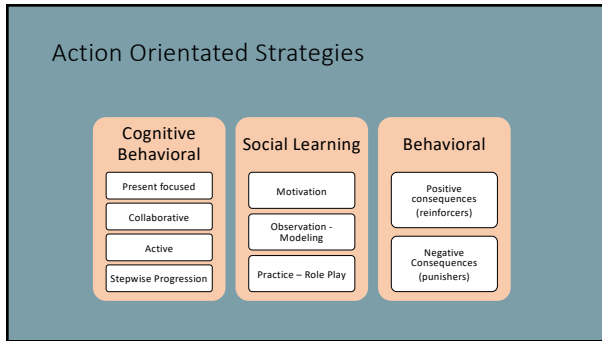 Action Orientated Strategies
Cognitive
Behavioral
Present focused
Collaborative
Active
Stepwise Progression
Social Learning
Motivation
Observation -
Modeling
Practice – Role Play
Behavioral
Positive
consequences
(reinforcers)
Negative
Consequences
(punishers)